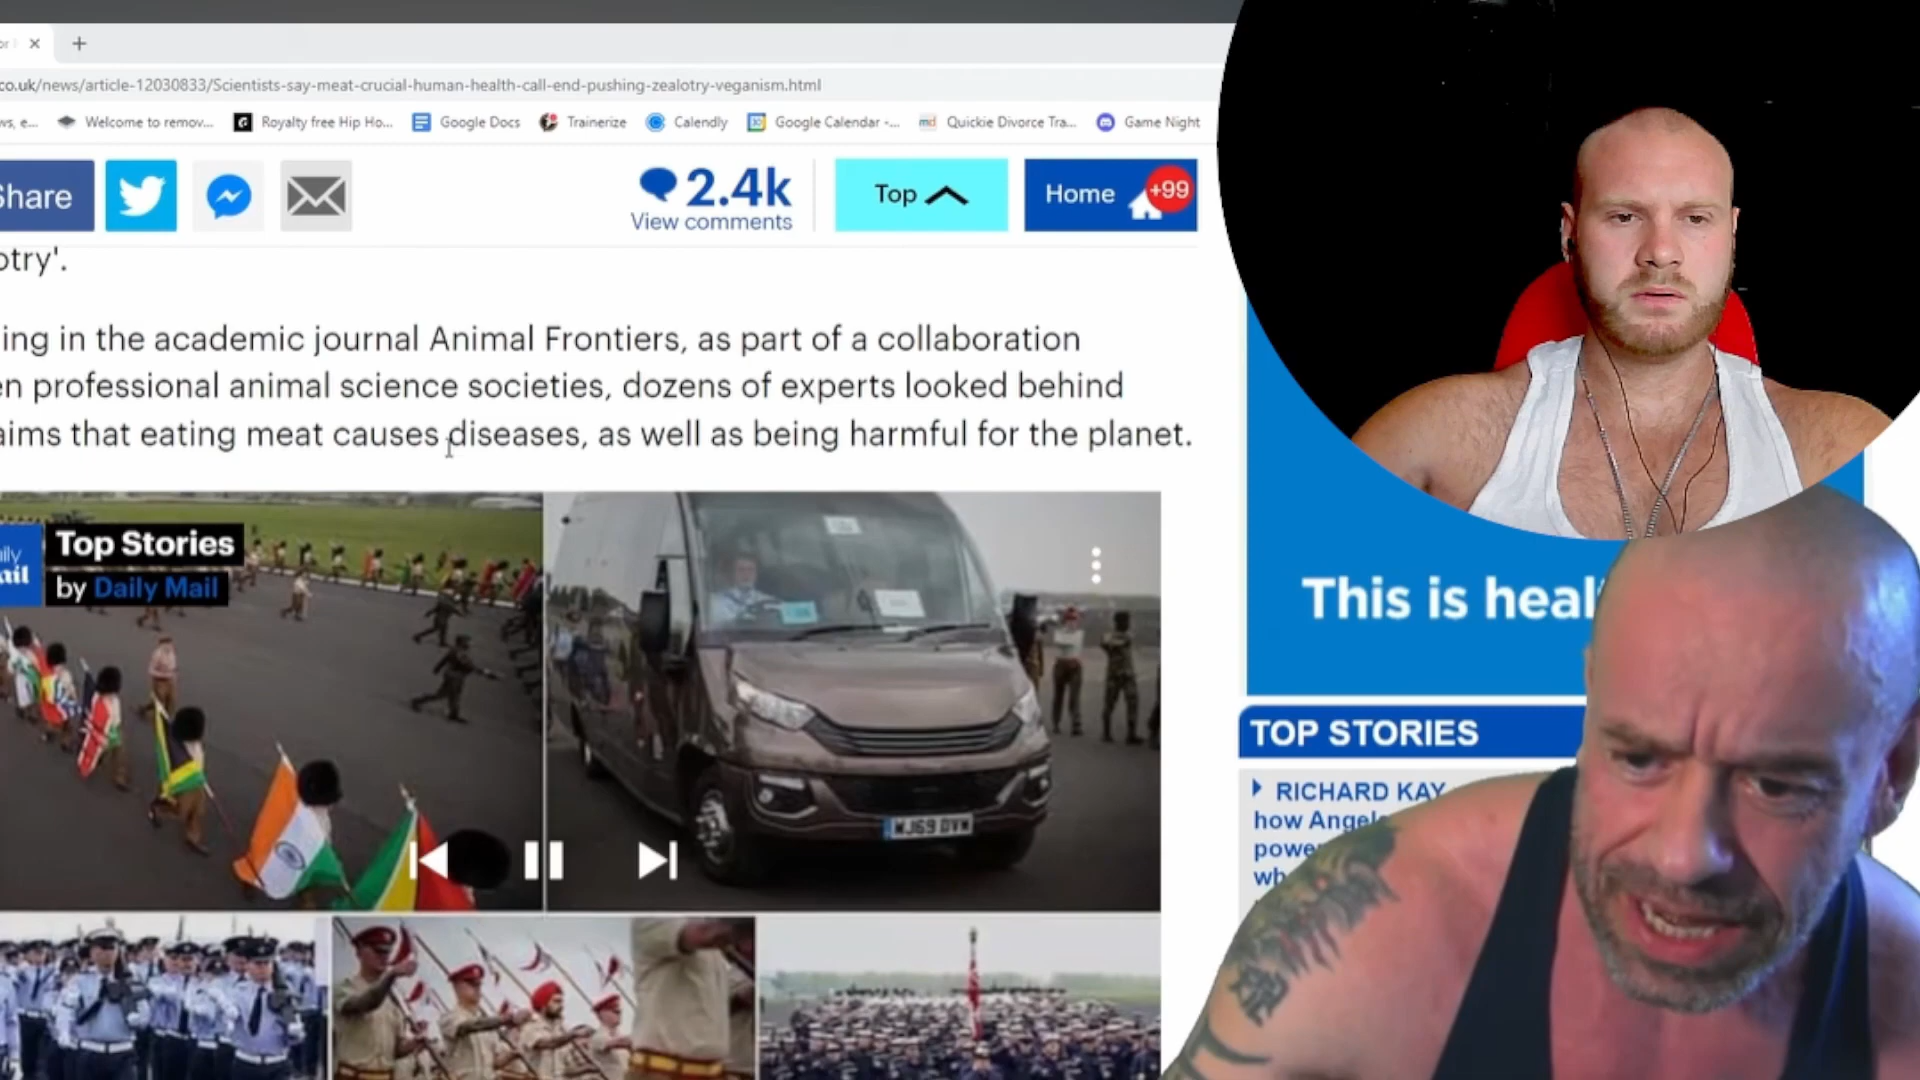 co.uk/news/article-12030833/Scientists-say-meat-crucial-human-health-call-end-pushing-zealotry-veganism.html
Welcome to remov...
Royalty free Hip Ho...
Google Docs
Trainerize
Calendly
Google Calendar -...
md
Quickie Divorce Tra...
Game Night
Share
2.4k
View comments
Top
Home
+99
otry'.
ing in the academic journal Animal Frontiers, as part of a collaboration
en professional animal science societies, dozens of experts looked behind
aims that eating meat causes diseases, as well as being harmful for the planet.
Top Stories
by Daily Mail
This is heal
TOP STORIES
RICHARD KAY
how Angel
powe
wh